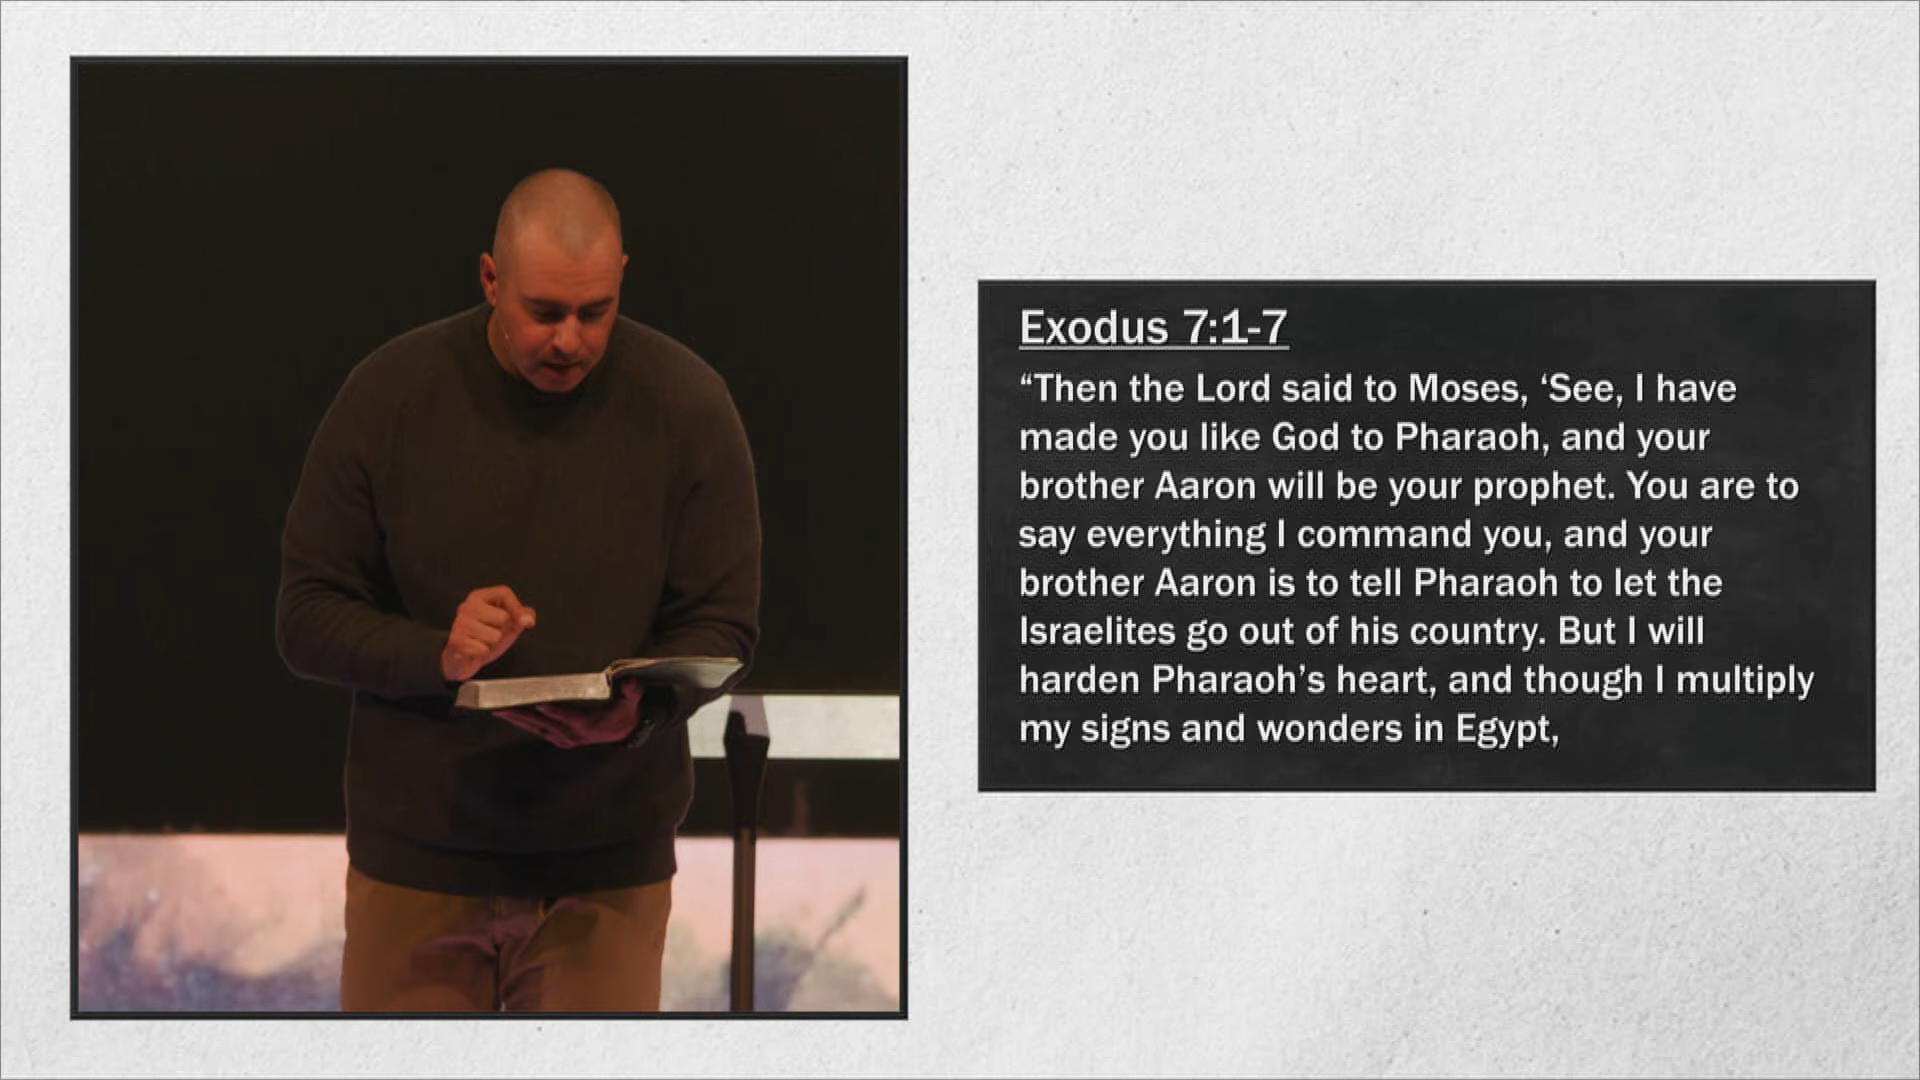 Exodus 7:1-7
“Then the Lord said to Moses, ‘See, I have
made you like God to Pharaoh, and your
brother Aaron will be your prophet. You are to
say everything I command you, and your
brother Aaron is to tell Pharaoh to let the
Israelites go out of his country. But I will
harden Pharaoh’s heart, and though I multiply
my signs and wonders in Egypt,